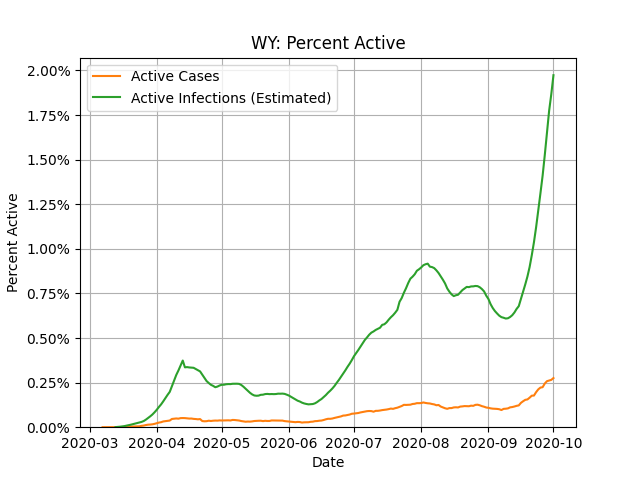 WY: Percent Active
Active Cases
Active Infections (Estimated)
2.00%
1.75%
1.50%
1.25%
1.00%
0.75%
0.50%
0.25%
0.00%
Percent Active
2020-03 2020-04 2020-05 2020-06 2020-07 2020-08 2020-09 2020-10
Date